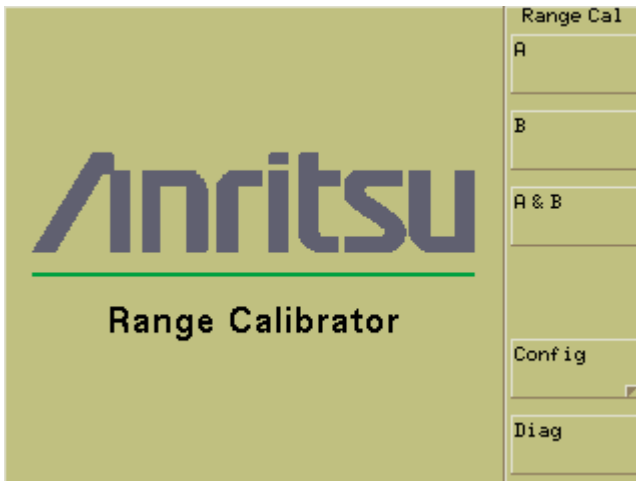 Range Cal
A
B
A & B
Config
Diag
Anritsu
Range Calibrator